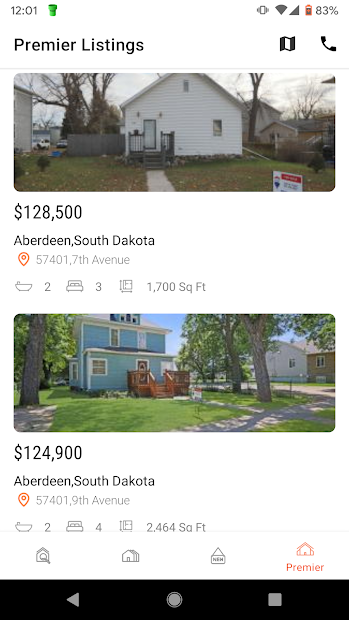 12:01
83%
Premier Listings
$128,500
Aberdeen,South Dakota
57401,7th Avenue
2 3 1,700 Sq Ft
$124,900
Aberdeen,South Dakota
57401,9th Avenue
2 4 2,464 Sq Ft
NEW
Premier